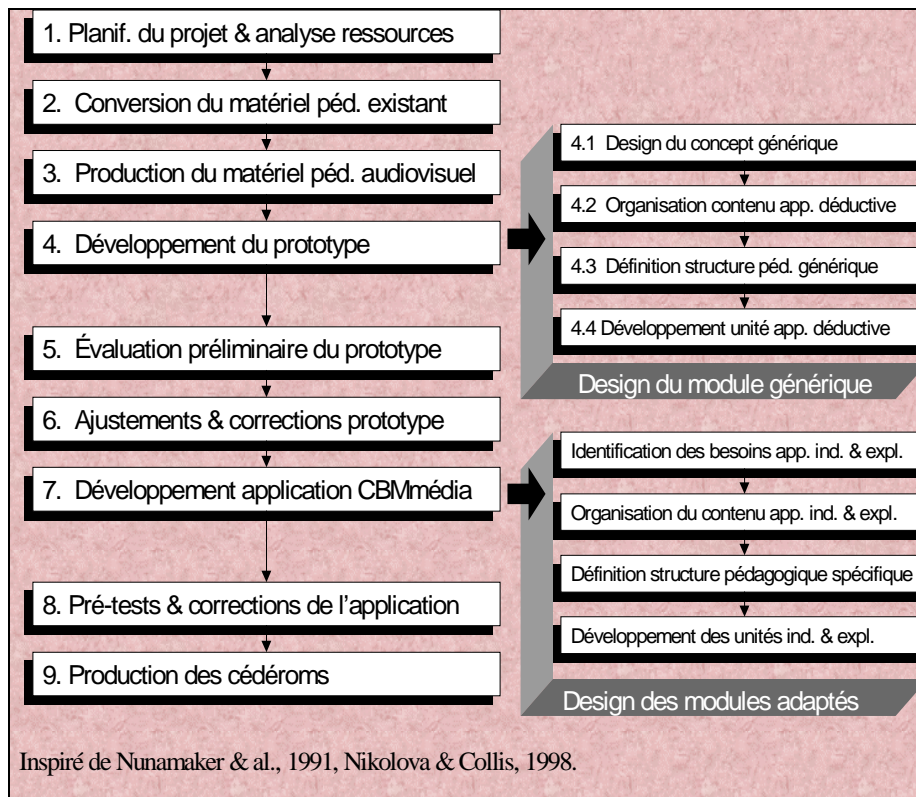 1. Planif. du projet & analyse ressources
2. Conversion du matériel péd. existant
3. Production du matériel péd. audiovisuel
4. Développement du prototype
4.1 Design du concept générique
4.2 Organisation contenu app. déductive
4.3 Définition structure péd. générique
4.4 Développement unité app. déductive
Design du module générique
5. Évaluation préliminaire du prototype
6. Ajustements & corrections prototype
7. Développement application CBMmédia
Identification des besoins app. ind. & expl.
Organisation du contenu app. ind. & expl.
Définition structure pédagogique spécifique
Développement des unités ind. & expl.
Design des modules adaptés
8. Pré-tests & corrections de l'application
9. Production des cédéroms
Inspiré de Nunamaker & al., 1991, Nikolova & Collis, 1998.